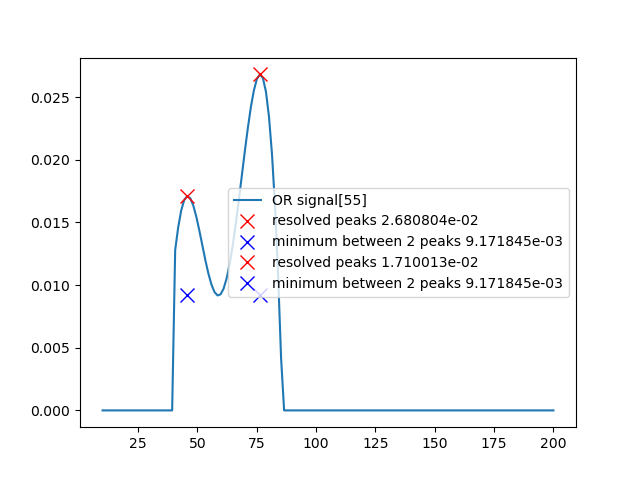 0.025
0.020
0.015
0.010
0.005
0.000
OR signal[55]
resolved peaks 2.680804e-02
minimum between 2 peaks 9.171845e-03
resolved peaks 1.710013e-02
minimum between 2 peaks 9.171845e-03
25 50 75 100 125 150 175 200